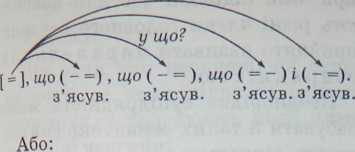 у що?
[=], що (– =), що (– =), що (= –) і (– =).
з'ясув. з'ясув. з'ясув. з'ясув.
Або: